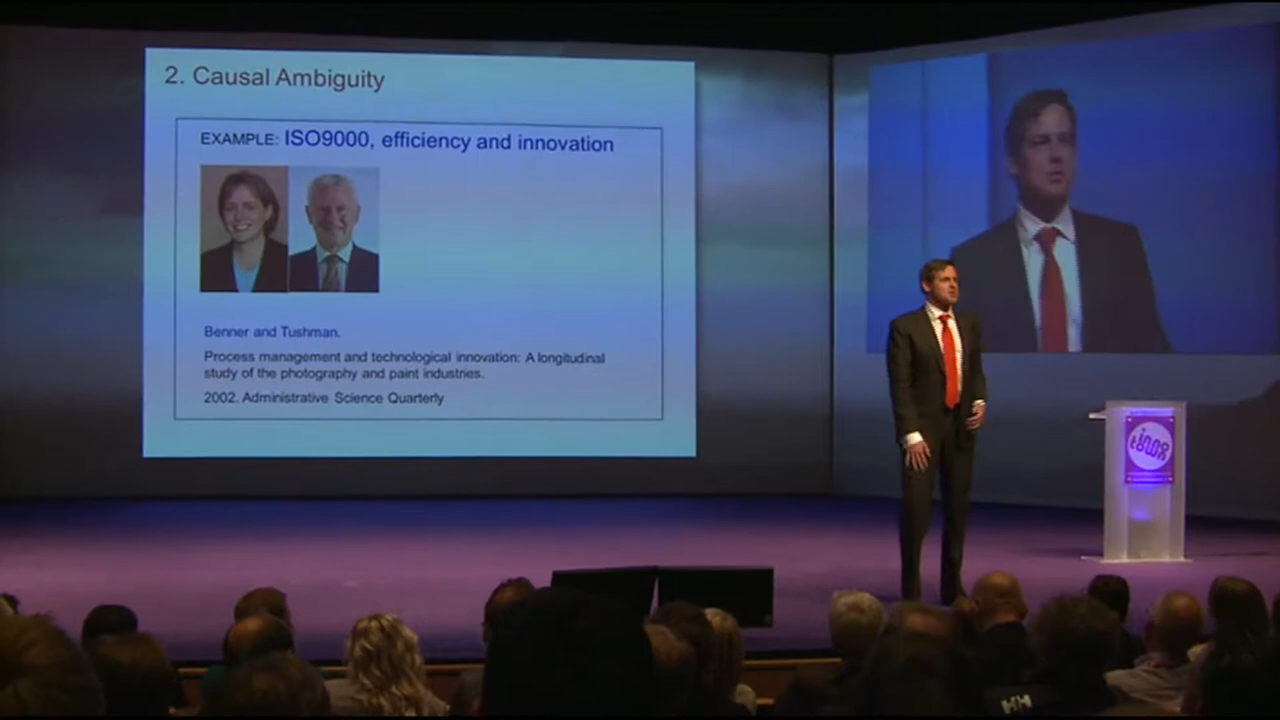 2. Causal Ambiguity
EXAMPLE: ISO9000, efficiency and innovation
Benner and Tushman.
Process management and technological innovation: A longitudinal
study of the photography and paint industries.
2002. Administrative Science Quarterly
HH